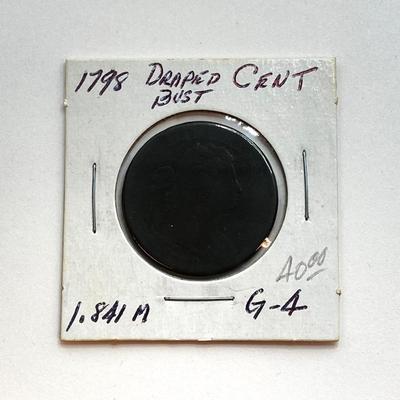 1798 DRAPED CENT
BUST
40.00
1.841 M G-4